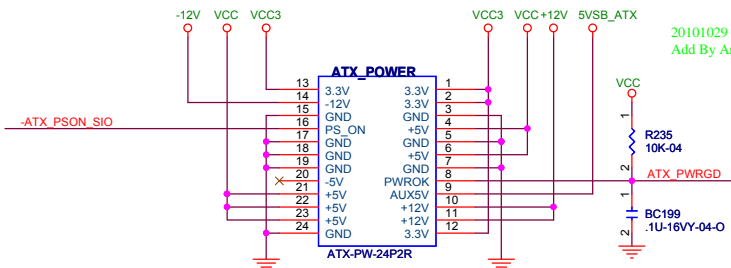 -12V VCC VCC3 VCC3 VCC +12V 5VSB_ATX
20101029
Add By
VCC
ATX_POWER
13 3.3V 3.3V 1
14 -12V 3.3V 2
15 GND GND 3
-ATX_PSON_SIO 16 PS_ON +5V 4
17 GND GND 5
18 GND +5V 6
19 GND GND 7
20 -5V PWROK 8
21 +5V AUX5V 9
22 +5V +12V 10
23 +5V +12V 11
24 GND 3.3V 12
ATX-PW-24P2R
1
R235
10K-04
2
ATX_PWRGD
1
BC199
.1U-16VY-04-O
2